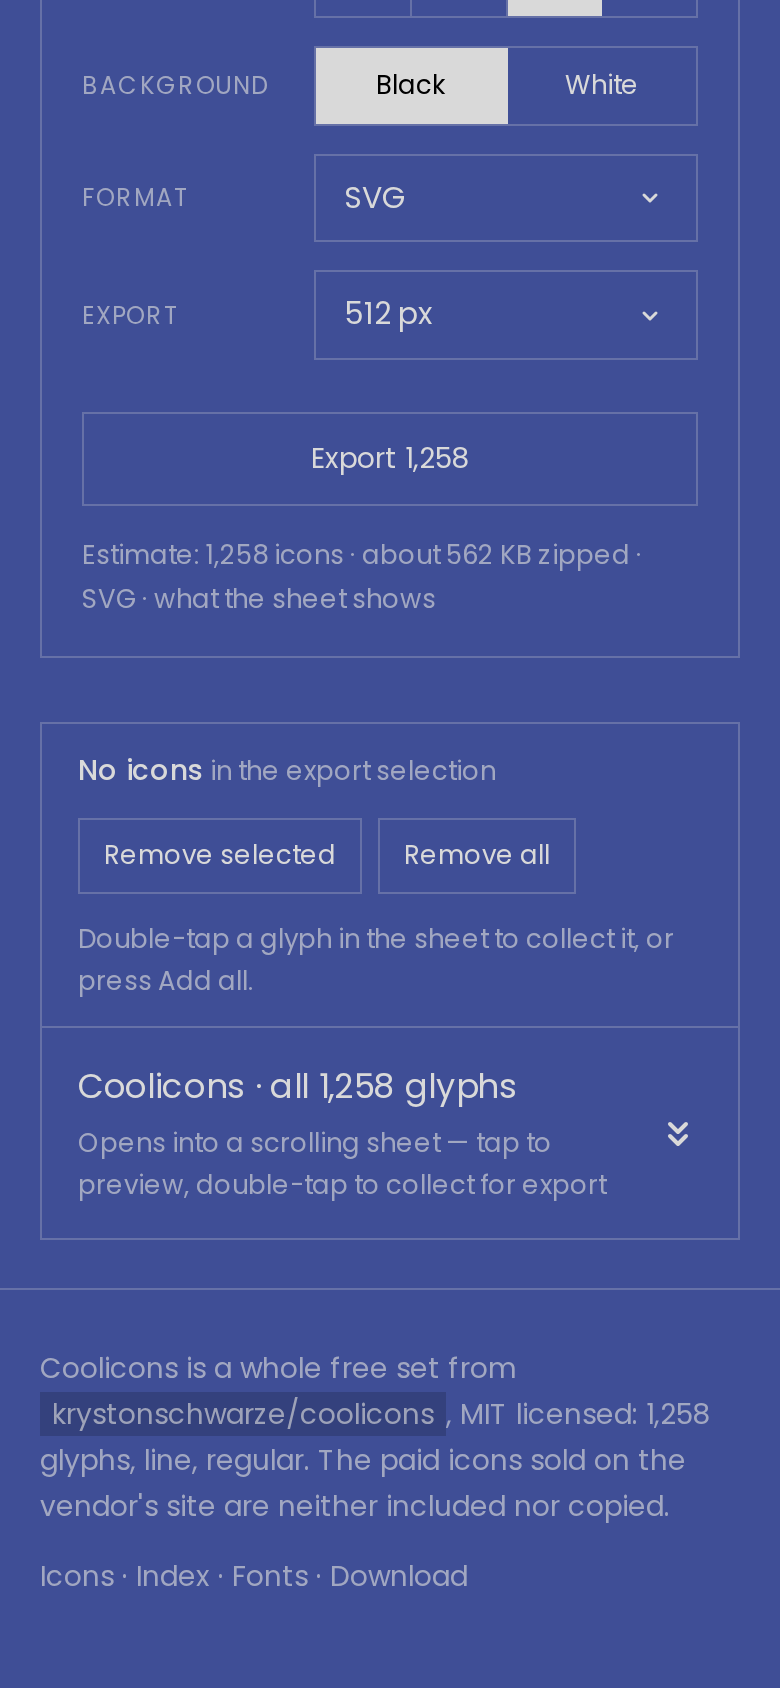 BACKGROUND Black White
FORMAT SVG
EXPORT 512 px
Export 1,258
Estimate: 1,258 icons · about 562 KB zipped ·
SVG · what the sheet shows
No icons in the export selection
Remove selected Remove all
Double-tap a glyph in the sheet to collect it, or
press Add all.
Coolicons · all 1,258 glyphs
Opens into a scrolling sheet — tap to
preview, double-tap to collect for export
Coolicons is a whole free set from
krystonschwarze/coolicons , MIT licensed: 1,258
glyphs, line, regular. The paid icons sold on the
vendor's site are neither included nor copied.
Icons · Index · Fonts · Download